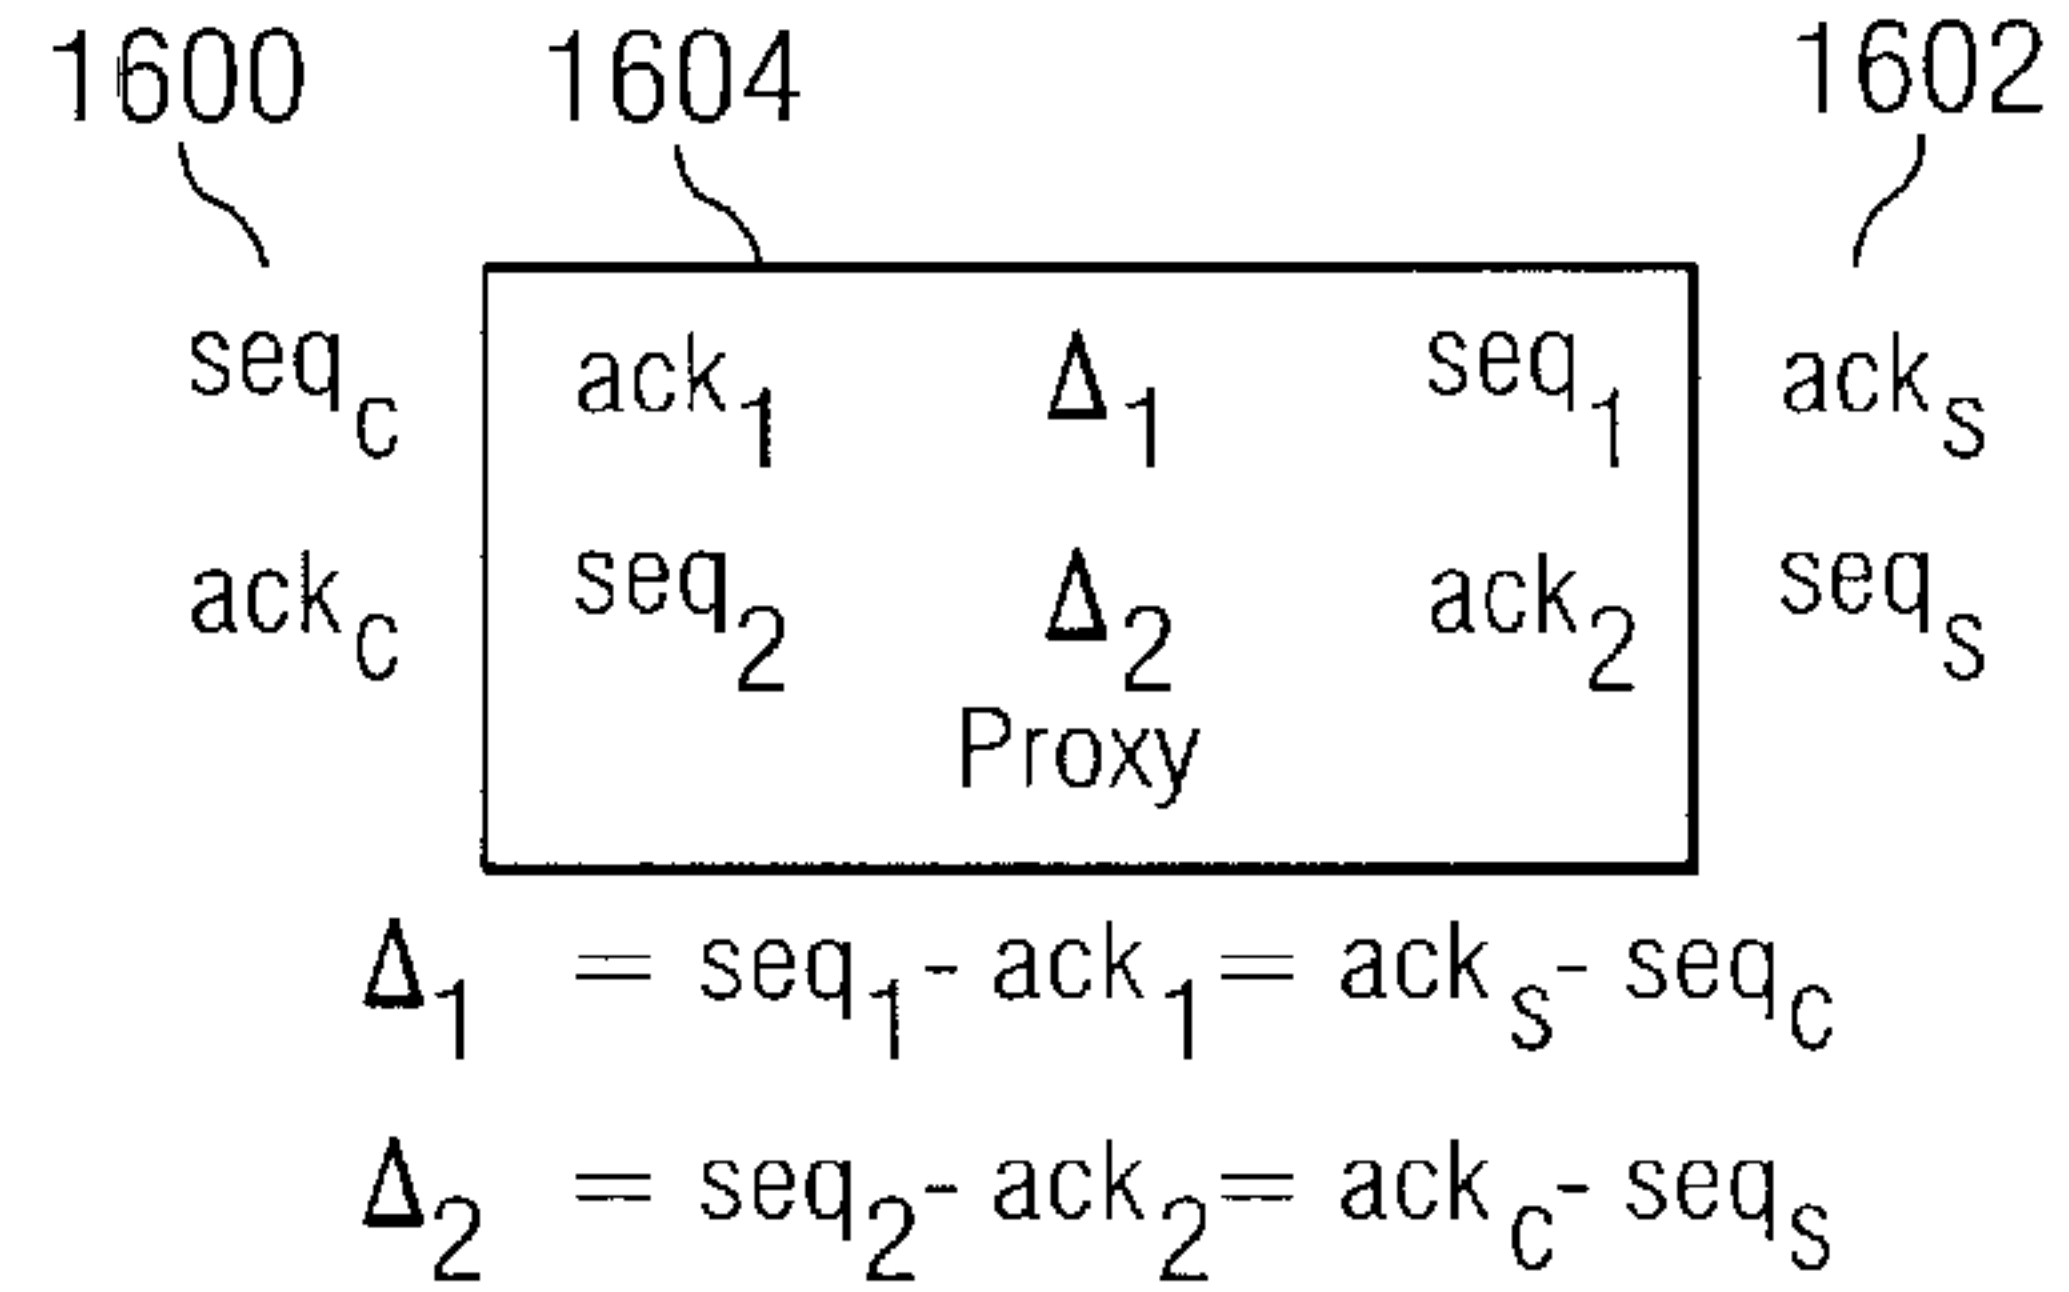 1600 1604 1602
seq_c ack_1 Δ_1 seq_1 ack_s
ack_c seq_2 Δ_2 ack_2 seq_s
Proxy
Δ_1 = seq_1 - ack_1 = ack_s - seq_c
Δ_2 = seq_2 - ack_2 = ack_c - seq_s